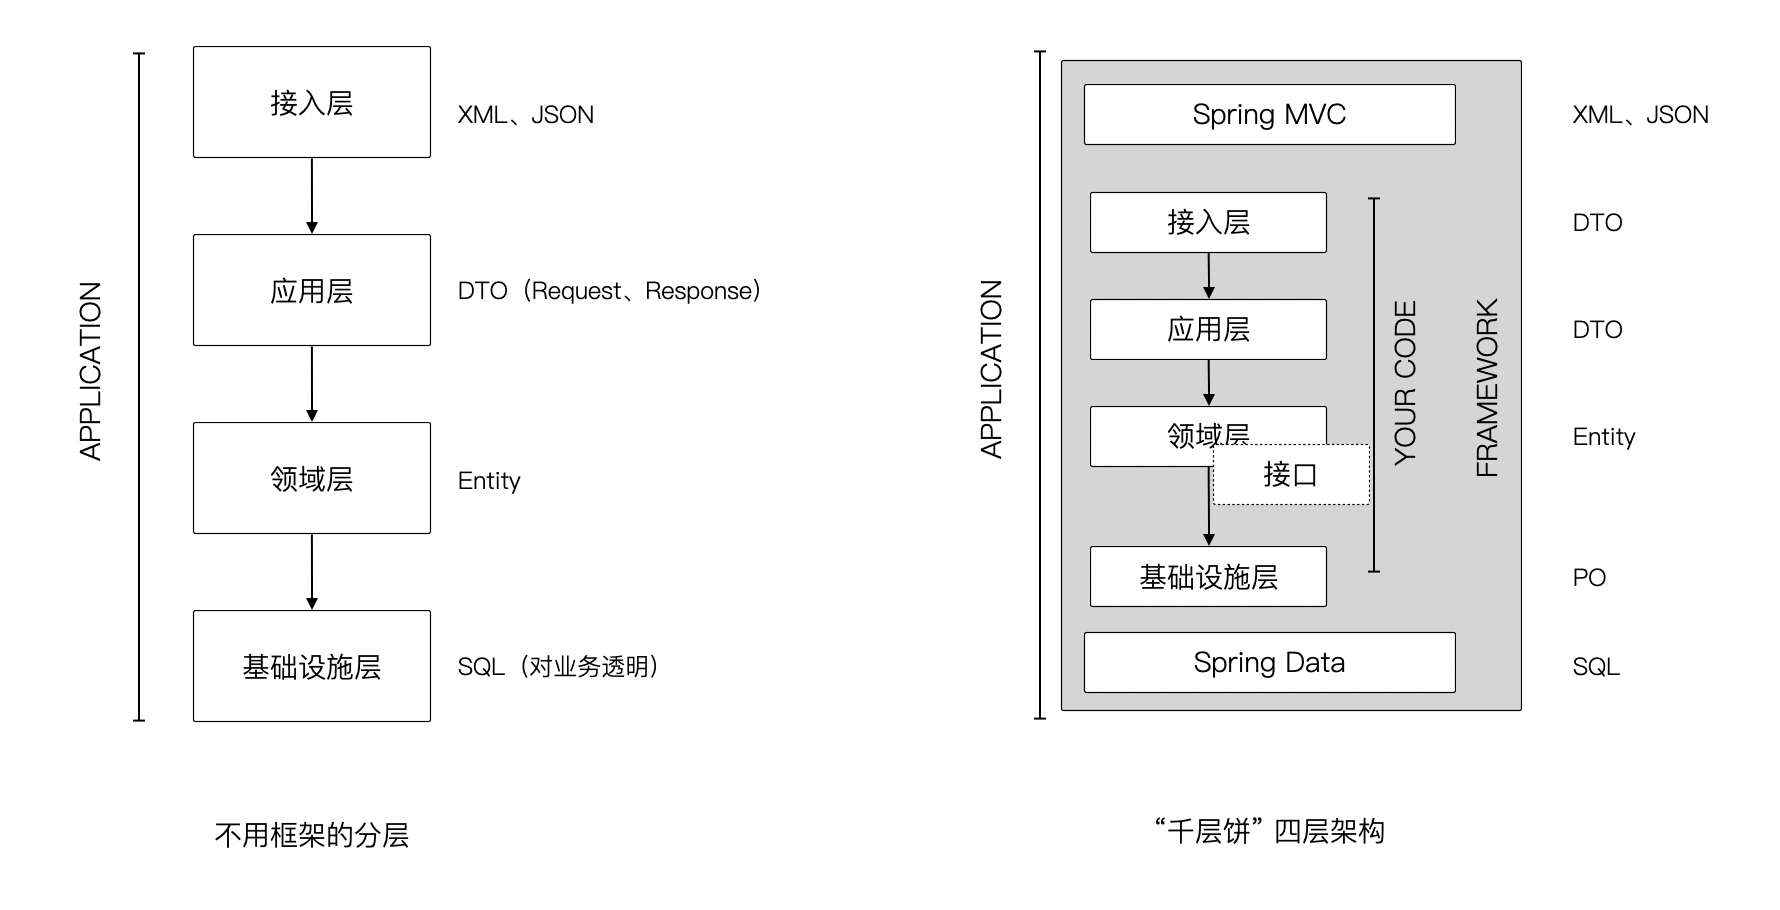 接入层
XML、JSON
应用层
DTO（Request、Response）
领域层
Entity
基础设施层
SQL（对业务透明）
APPLICATION
不用框架的分层
APPLICATION
Spring MVC
XML、JSON
接入层
DTO
应用层
DTO
领域层
Entity
接口
基础设施层
PO
Spring Data
SQL
YOUR CODE
FRAMEWORK
“千层饼” 四层架构